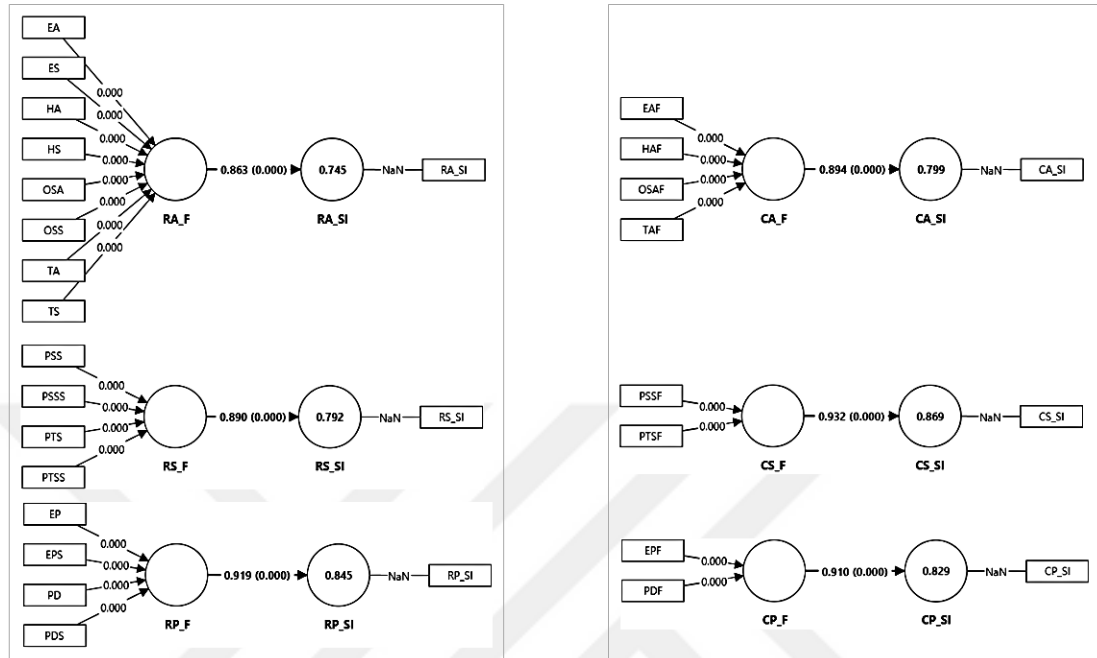 EA
ES
0.000
0.000
HA
0.000
HS
0.000
0.863 (0.000)
0.745
NaN
RA_SI
OSA
0.000
0.000
OSS
0.000
RA_F
RA_SI
0.000
TA
TS
PSS
0.000
PSSS
0.000
0.890 (0.000)
0.792
NaN
RS_SI
PTS
0.000
0.000
PTSS
RS_F
RS_SI
EP
0.000
EPS
0.000
0.919 (0.000)
0.845
NaN
RP_SI
PD
0.000
0.000
PDS
RP_F
RP_SI
EAF
0.000
HAF
0.000
0.894 (0.000)
0.799
NaN
CA_SI
OSAF
0.000
0.000
TAF
CA_F
CA_SI
PSSF
0.000
0.932 (0.000)
0.869
NaN
CS_SI
PTSF
0.000
CS_F
CS_SI
EPF
0.000
0.910 (0.000)
0.829
NaN
CP_SI
PDF
0.000
CP_F
CP_SI